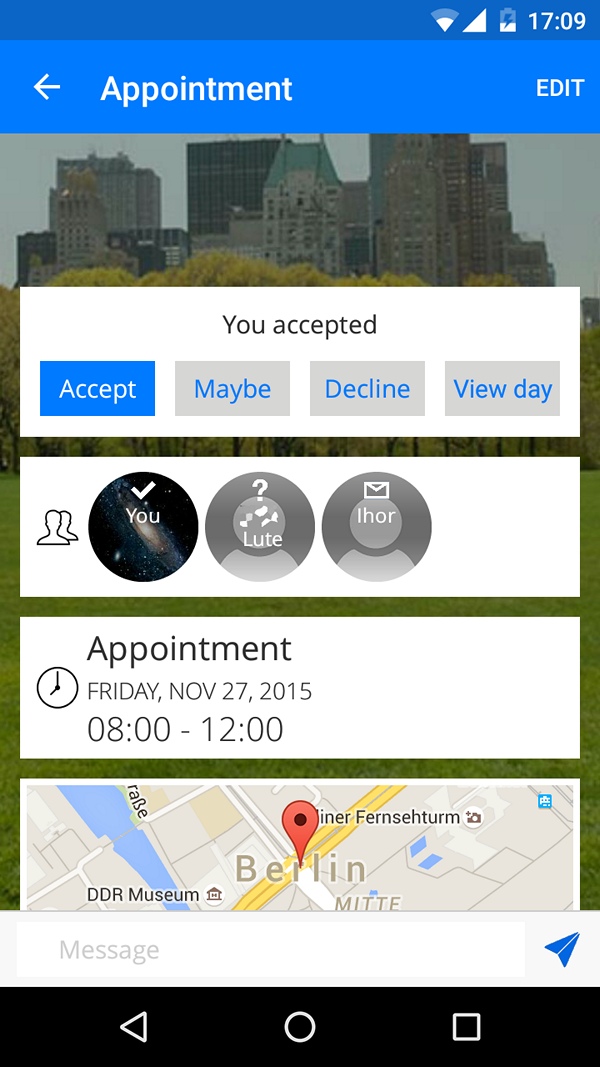 17:09
Appointment
EDIT
You accepted
Accept
Maybe
Decline
View day
?
You
Lute
Ihor
Appointment
FRIDAY, NOV 27, 2015
08:00 - 12:00
raße
liner Fernsehturm
Berlin
DDR Museum
MITTE
Message